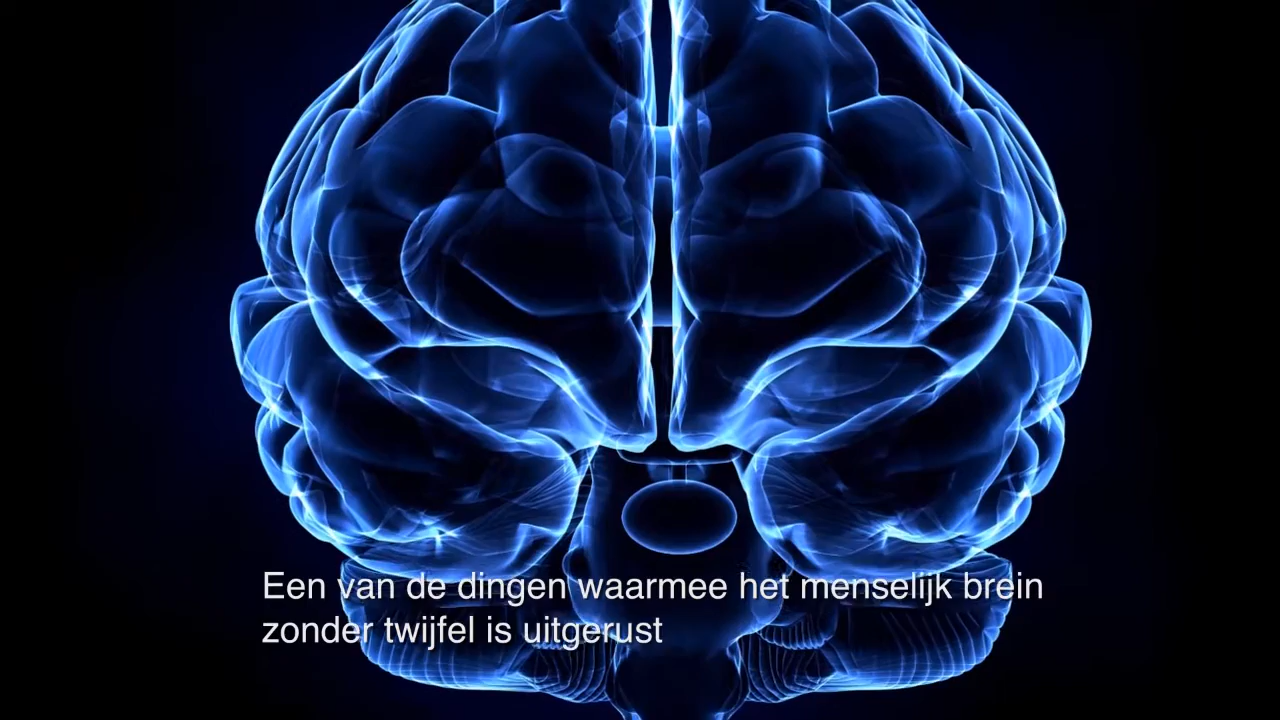 Een van de dingen waarmee het menselijk brein
zonder twijfel is uitgerust